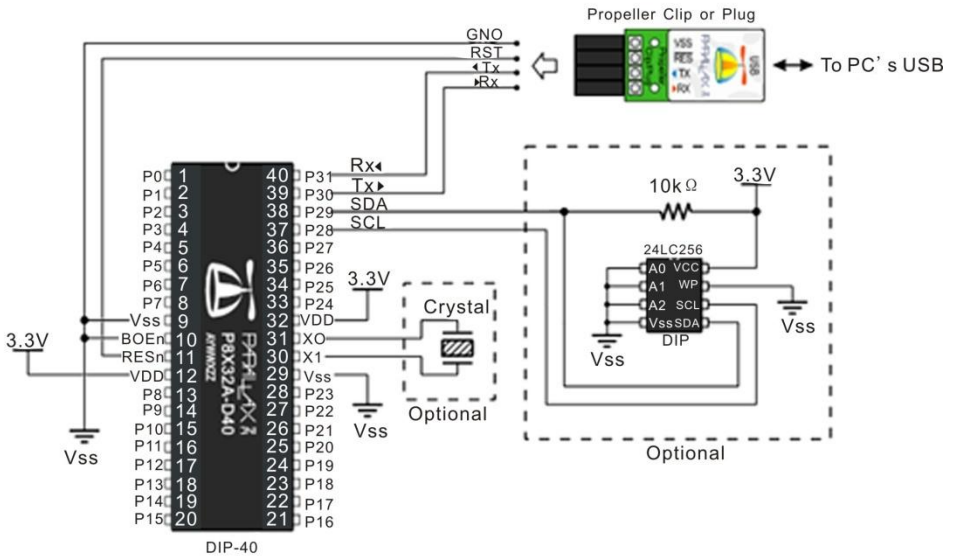 Propeller Clip or Plug
GNO
RST
Tx
Rx
VSS
RES
TX
RX
USB
To PC's USB
P0 1 40 P31 Rx
P1 2 39 P30 Tx
P2 3 38 P29 SDA
P3 4 37 P28 SCL
P4 5 36 P27
P5 6 35 P26
P6 7 34 P25
P7 8 33 P24
Vss 9 32 VDD 3.3V
BOEn 10 31 XO
RESn 11 30 X1
3.3V VDD 12 29 Vss
P8 13 28 P23
P9 14 27 P22
P10 15 26 P21
P11 16 25 P20
P12 17 24 P19
P13 18 23 P18
P14 19 22 P17
P15 20 21 P16
Vss
Vss
PARALLAX
P8X32A-D40
DIP-40
Crystal
Optional
10kΩ
3.3V
24LC256
A0 VCC
A1 WP
A2 SCL
Vss SDA
DIP
Vss
Vss
Optional